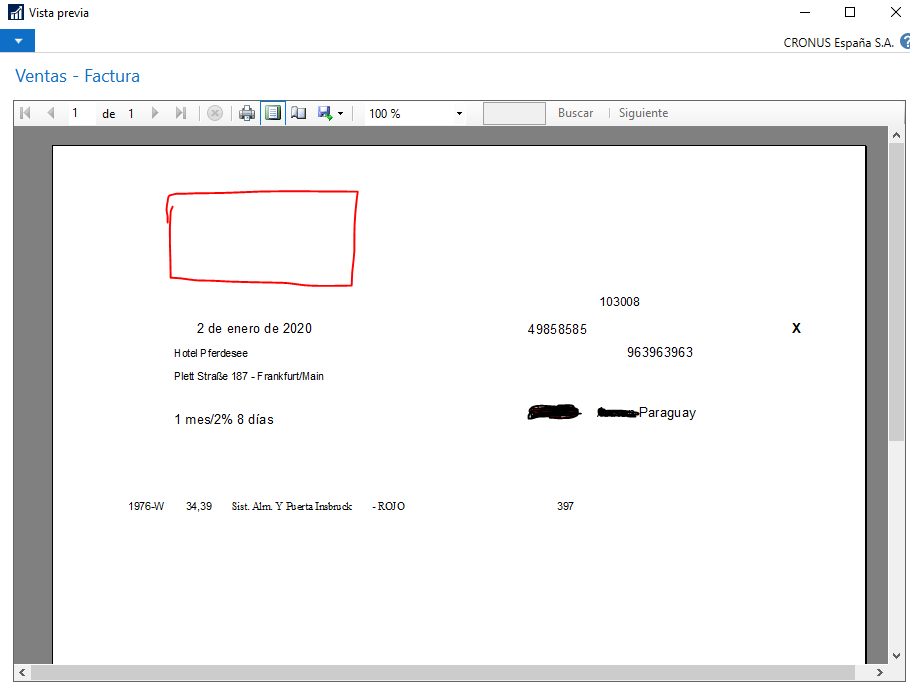 Vista previa
CRONUS España S.A.
Ventas - Factura
1 de 1 100 % Buscar Siguiente
103008
2 de enero de 2020 49858585 X
Hotel Pferdesee 963963963
Plett Straße 187 - Frankfurt/Main
1 mes/2% 8 días Paraguay
1976-W 34,39 Sist. Alm. Y Puerta Insbruck - ROJO 397